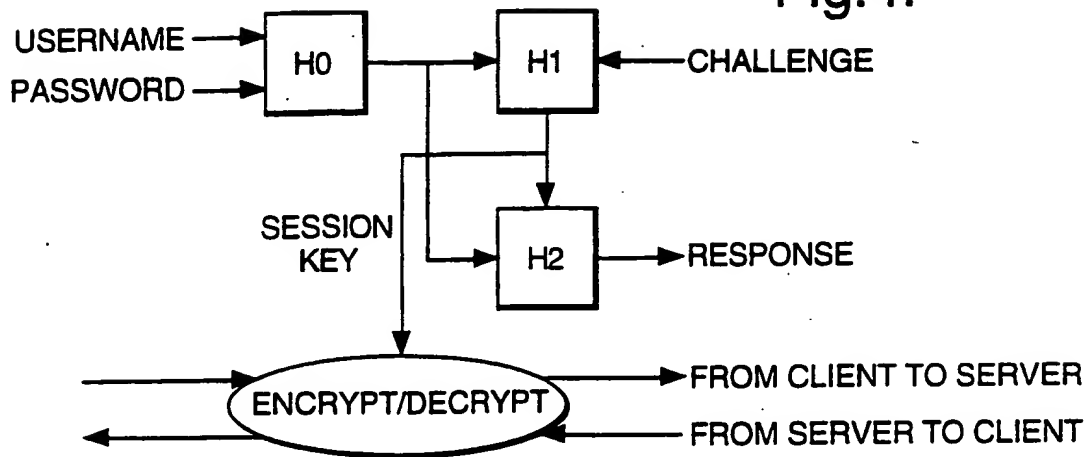 Fig.1.
USERNAME
PASSWORD
H0
H1
CHALLENGE
SESSION
KEY
H2
RESPONSE
ENCRYPT/DECRYPT
FROM CLIENT TO SERVER
FROM SERVER TO CLIENT